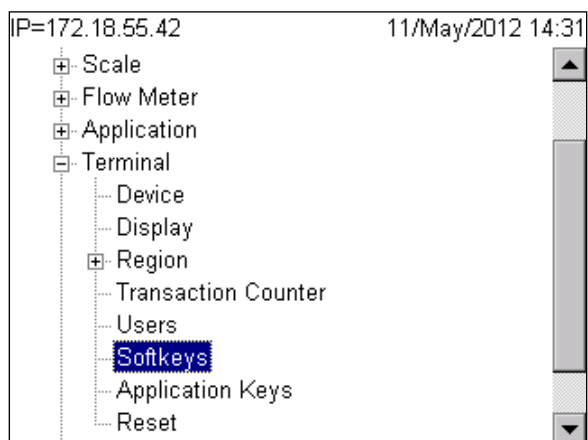 IP=172.18.55.42 11/May/2012 14:31
Scale
Flow Meter
Application
Terminal
Device
Display
Region
Transaction Counter
Users
Softkeys
Application Keys
Reset